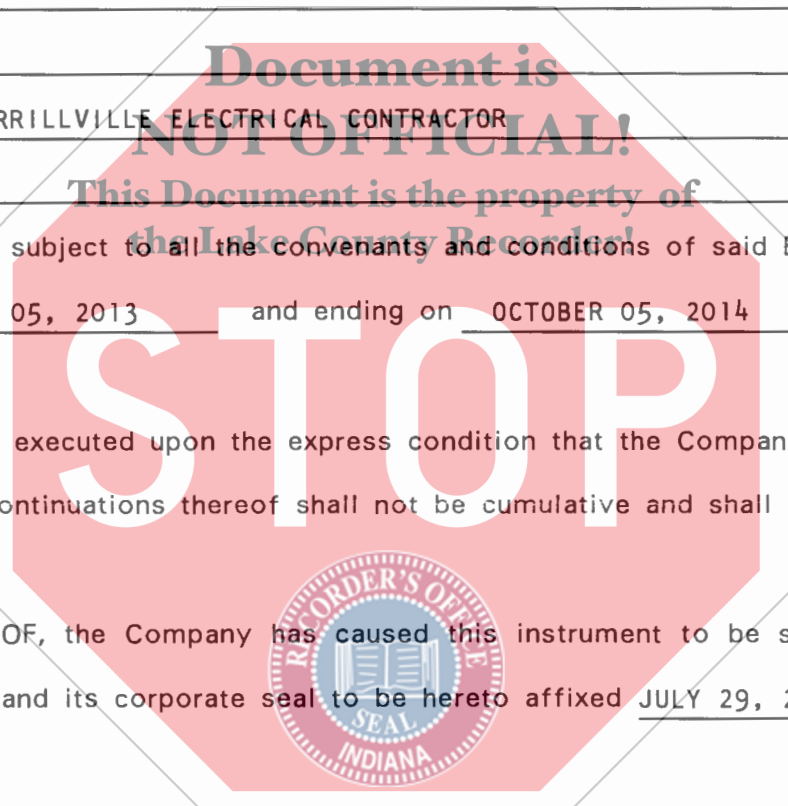 Document is
RRILLVILLE ELECTRICAL CONTRACTOR
NOT OFFICIAL!
This Document is the property of
the Lake County Recorder!
subject to all the convenants and conditions of said
05, 2013 and ending on OCTOBER 05, 2014
STOP
executed upon the express condition that the Compan
ontinuations thereof shall not be cumulative and shall
RECORDER'S OFFICE
OF, the Company has caused this instrument to be s
and its corporate seal to be hereto affixed JULY 29, 2
SEAL
INDIANA